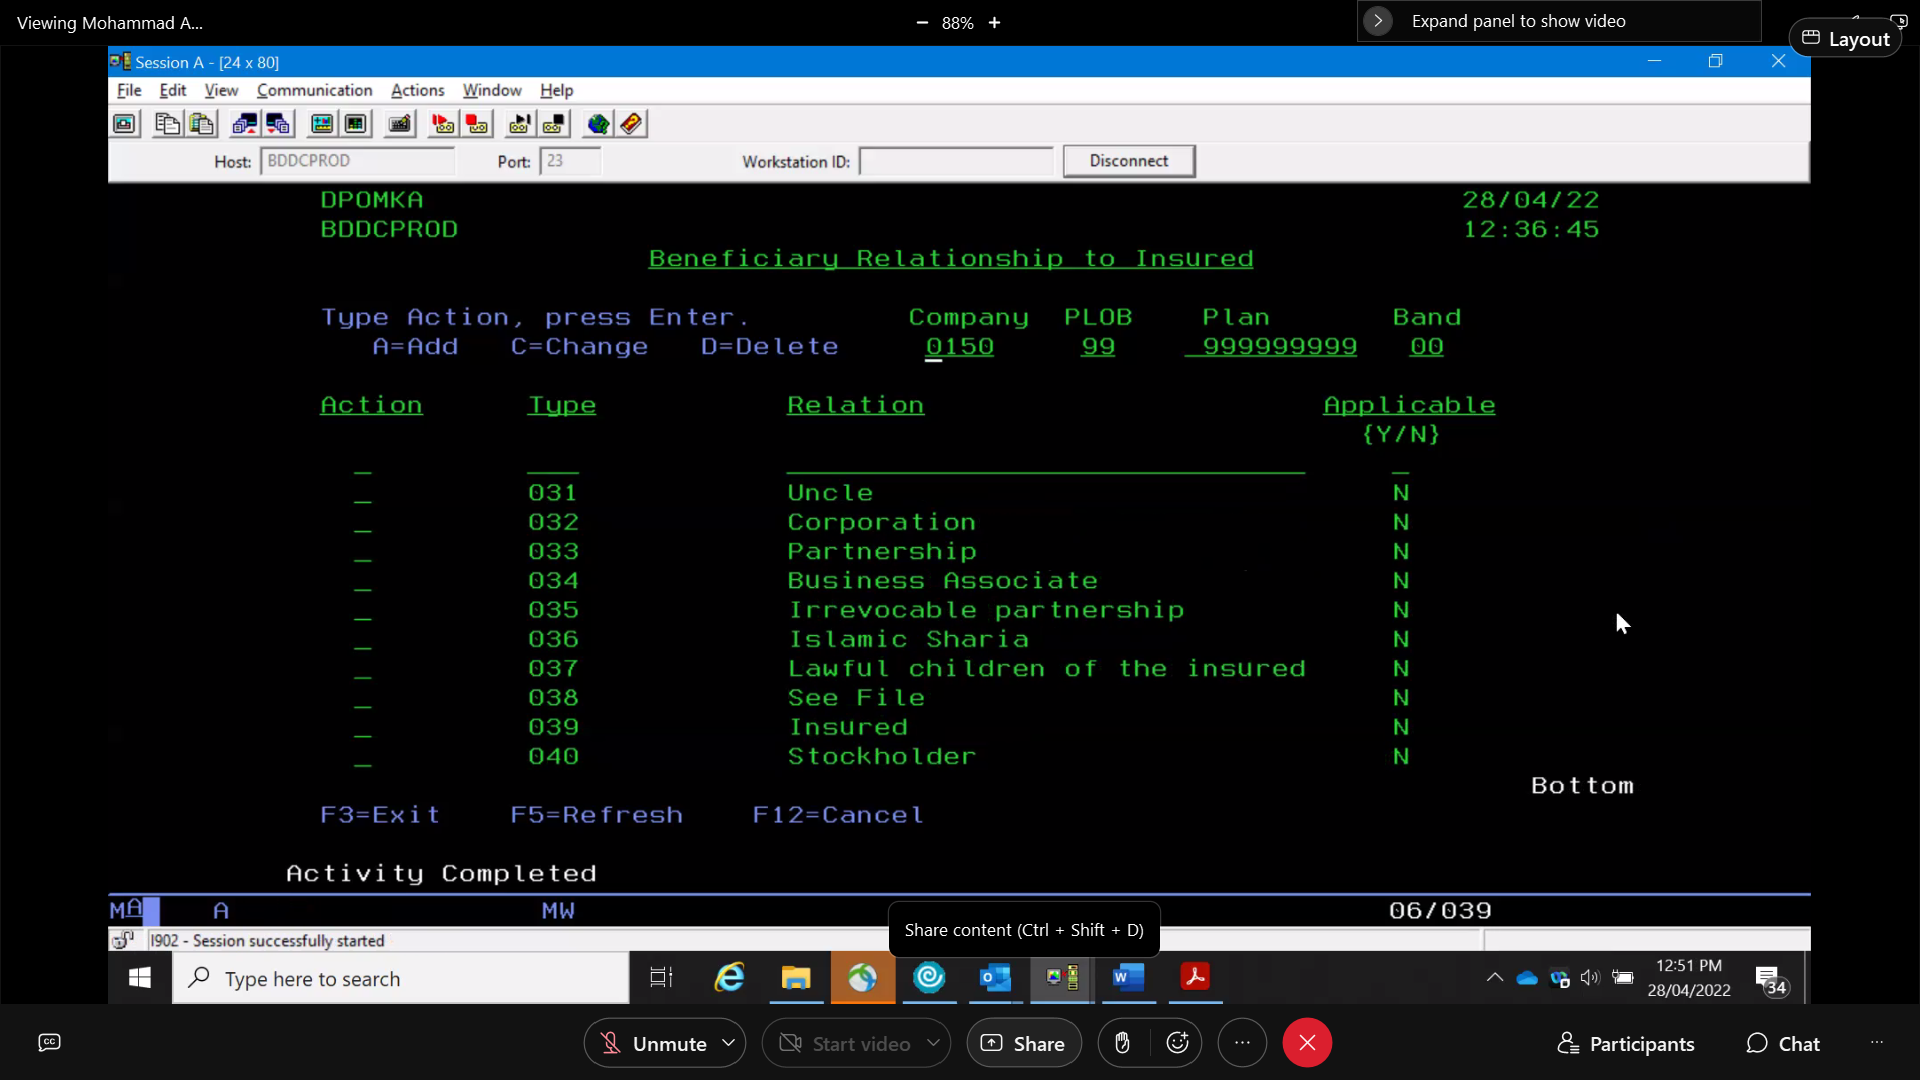 Viewing Mohammad A...
88%
Expand panel to show video
Layout
Session A - [24 x 80]
File Edit View Communication Actions Window Help
Host: BDDCPROD Port: 23 Workstation ID: Disconnect
DPOMKA 28/04/22
BDDCPROD 12:36:45
Beneficiary Relationship to Insured
Type Action, press Enter. Company PLOB Plan Band
A=Add C=Change D=Delete 0150 99 999999999 00
Action Type Relation Applicable
{Y/N}
031 Uncle N
032 Corporation N
033 Partnership N
034 Business Associate N
035 Irrevocable partnership N
036 Islamic Sharia N
037 Lawful children of the insured N
038 See File N
039 Insured N
040 Stockholder N
Bottom
F3=Exit F5=Refresh F12=Cancel
Activity Completed
MA A MW 06/039
I902 - Session successfully started
Share content (Ctrl + Shift + D)
Type here to search
12:51 PM
28/04/2022
34
Unmute Start video Share Participants Chat